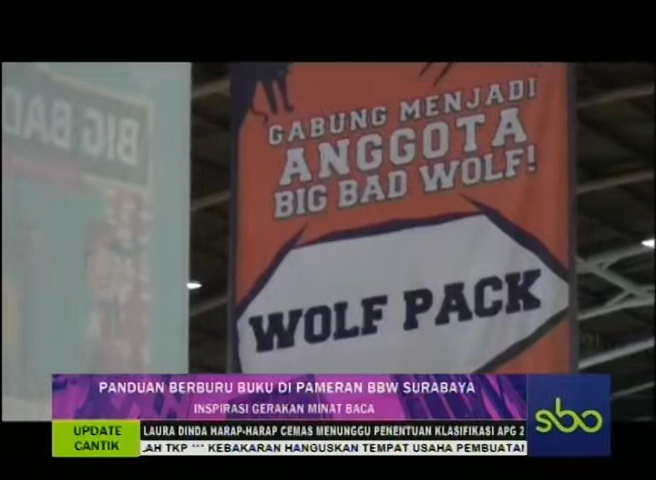 BIG BAD
GABUNG MENJADI
ANGGOTA
BIG BAD WOLF!
WOLF PACK
PANDUAN BERBURU BUKU DI PAMERAN BBW SURABAYA
INSPIRASI GERAKAN MINAT BACA
UPDATE
CANTIK
LAURA DINDA HARAP-HARAP CEMAS MENUNGGU PENENTUAN KLASIFIKASI APG 2
AH TKP *** KEBAKARAN HANGUSKAN TEMPAT USAHA PEMBUATA
sbo